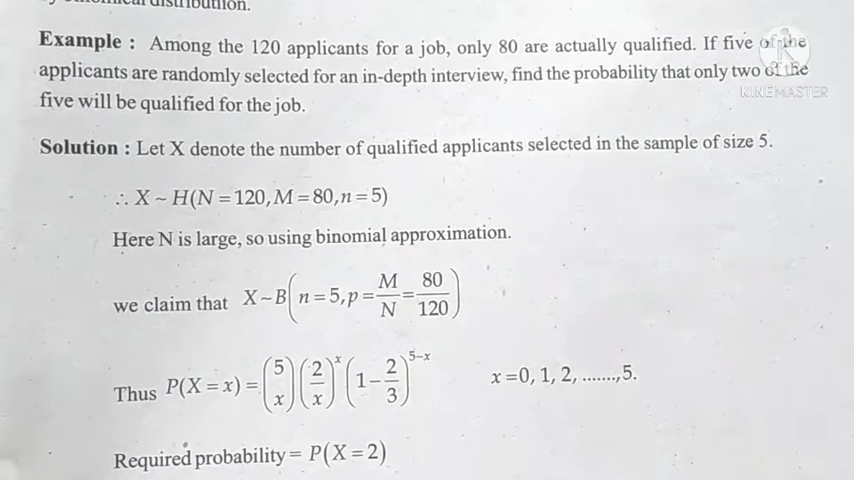 distribution.
Example : Among the 120 applicants for a job, only 80 are actually qualified. If five of the
applicants are randomly selected for an in-depth interview, find the probability that only two of the
five will be qualified for the job.
KINEMASTER
Solution : Let X denote the number of qualified applicants selected in the sample of size 5.
∴ X ~ H(N = 120, M = 80, n = 5)
Here N is large, so using binomial approximation.
we claim that X ~ B(n = 5, p = M/N = 80/120)
Thus P(X = x) = (5 x) (2/x)^x (1 − 2/3)^(5−x) x = 0, 1, 2, .......,5.
Required probability = P(X = 2)